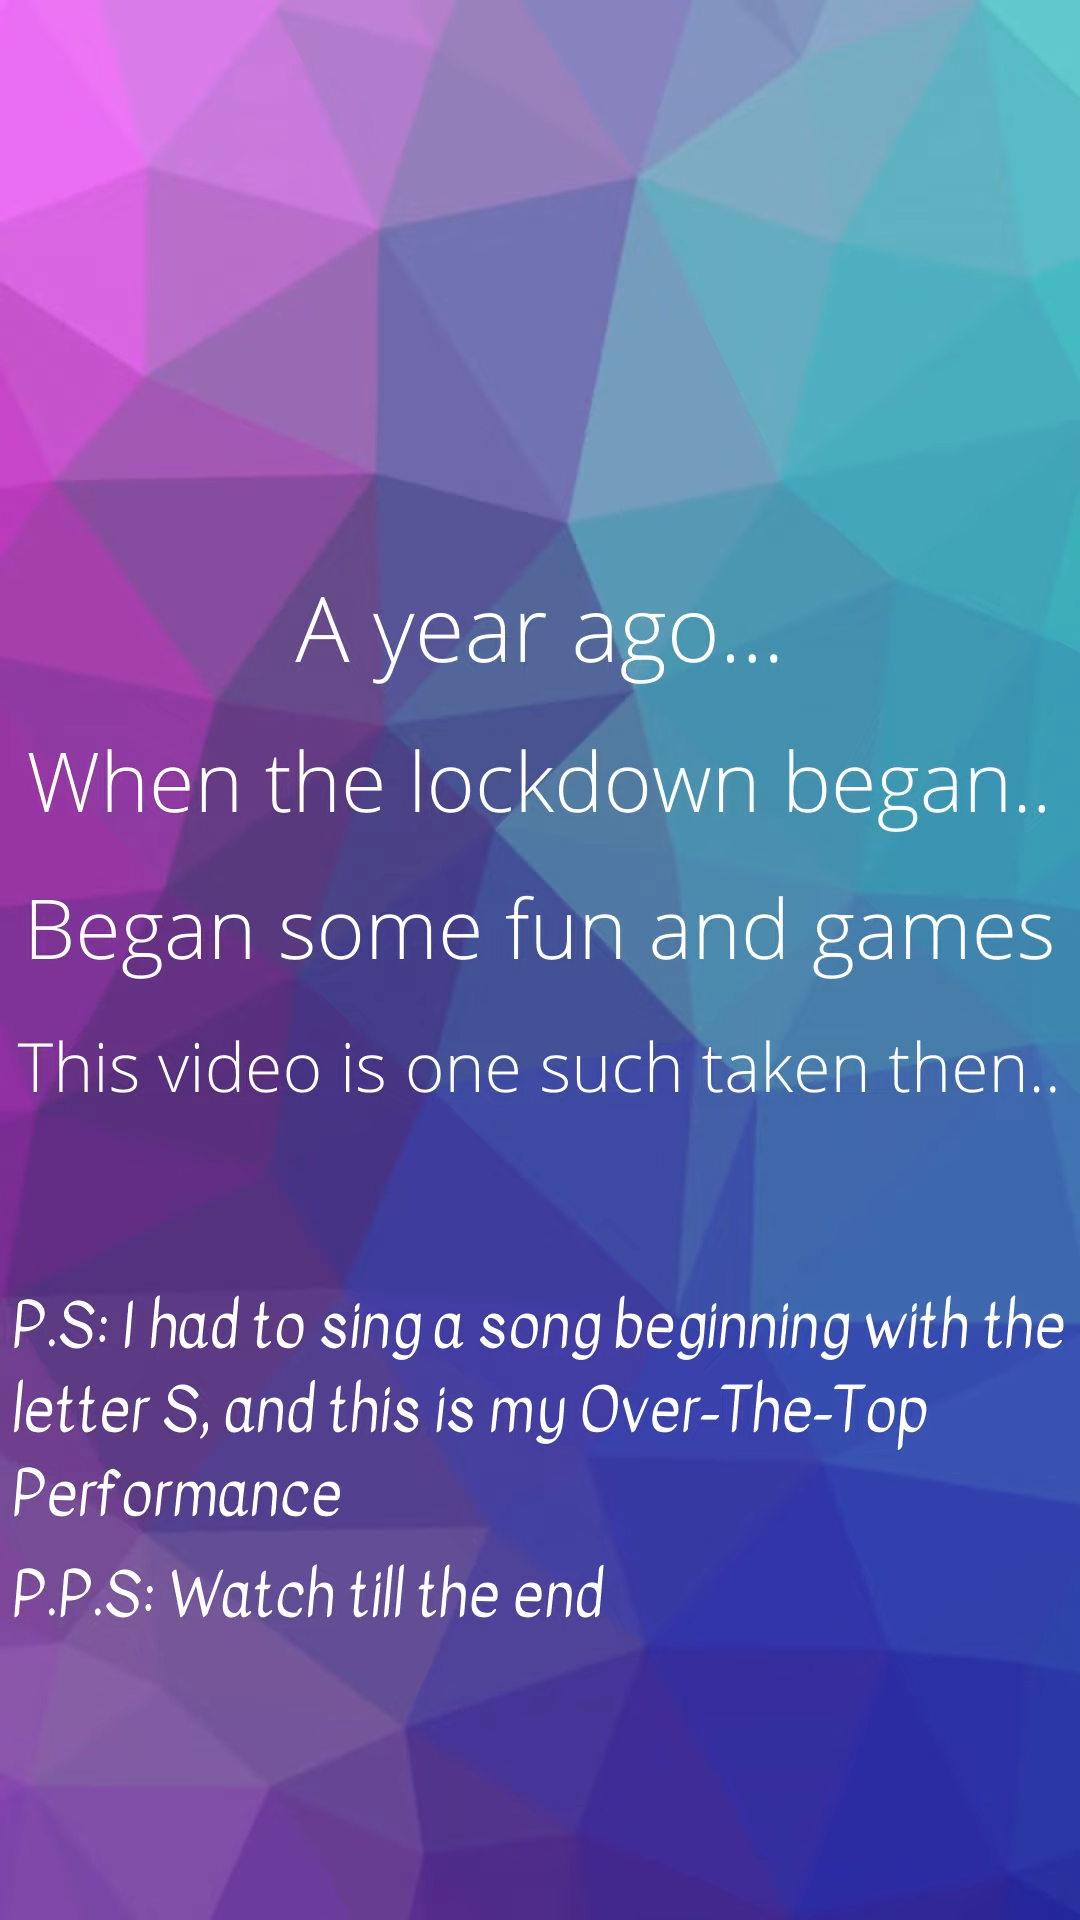 A year ago...
When the lockdown began..
Began some fun and games
This video is one such taken then..
P.S: I had to sing a song beginning with the
letter S, and this is my Over-The-Top
Performance
P.P.S: Watch till the end